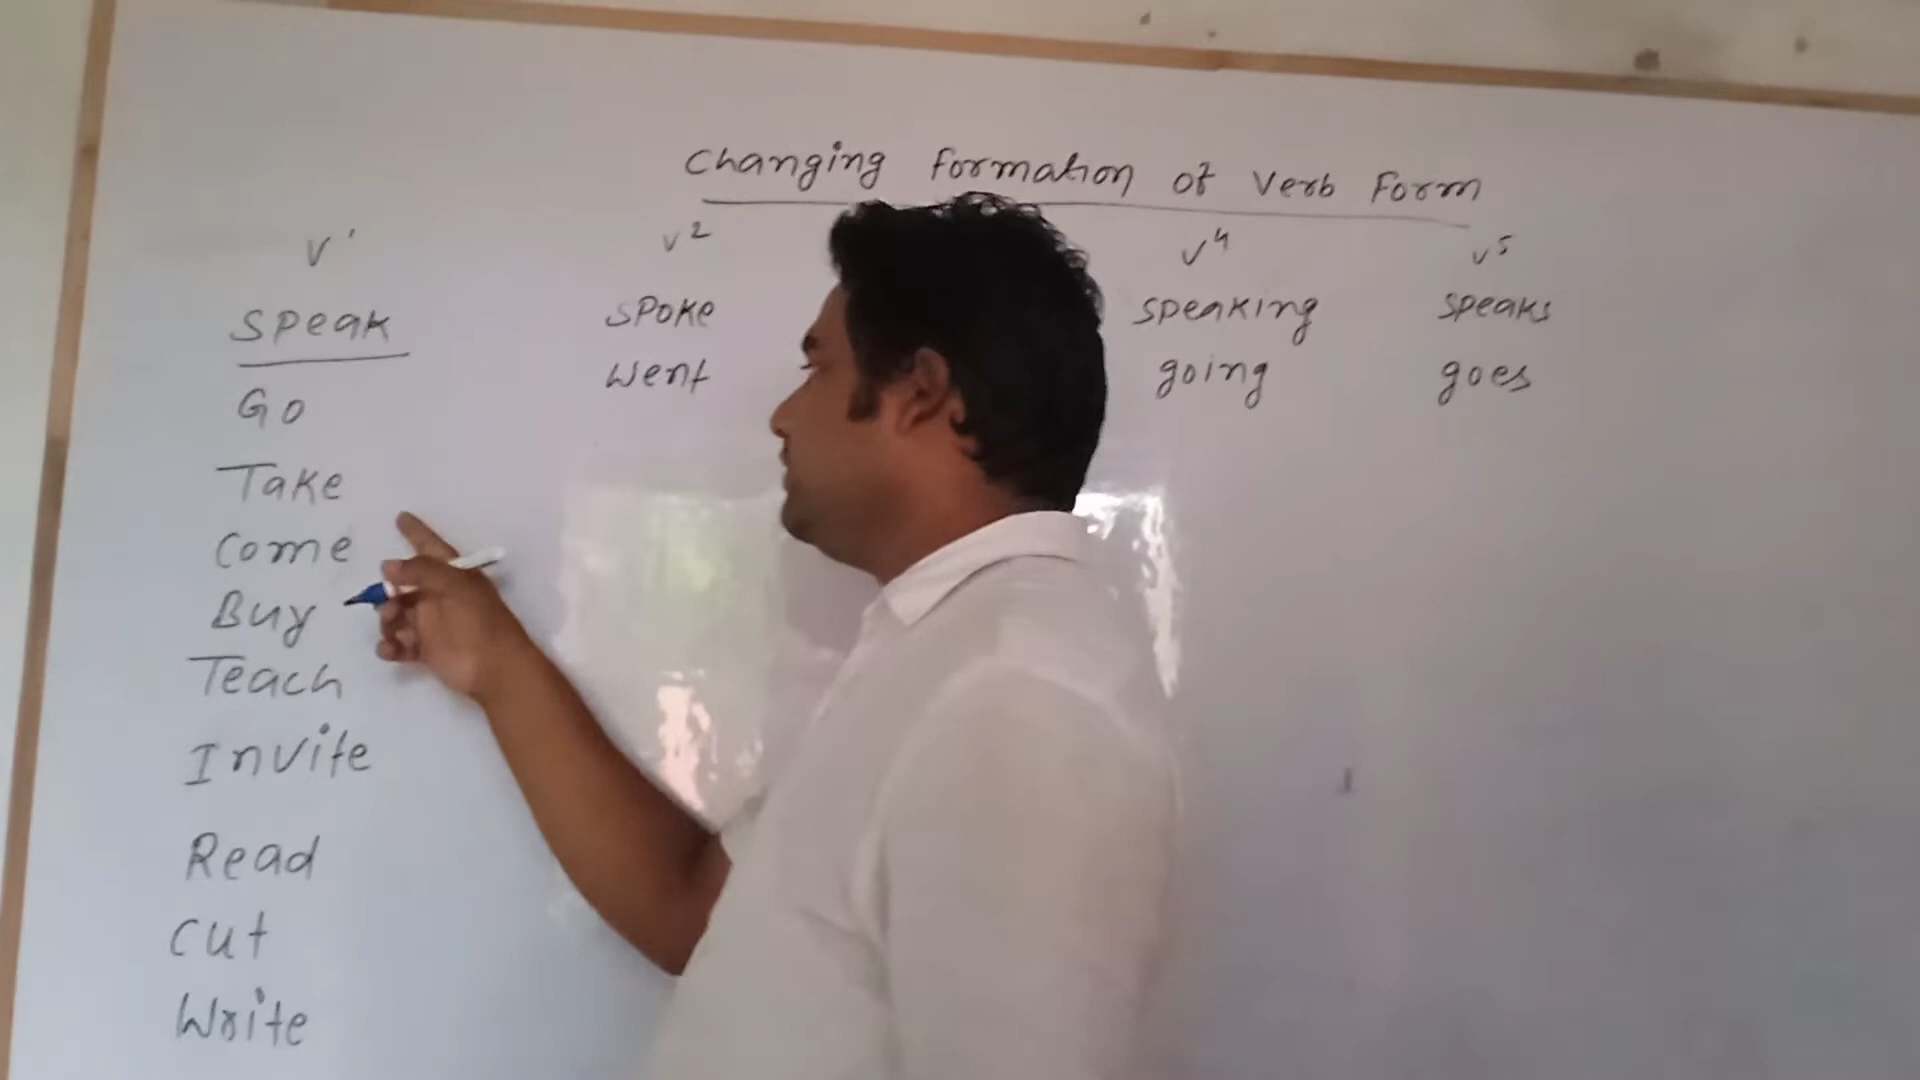 Changing Formation of Verb Form
V1 V2 V4 V5
Speak Spoke Speaking Speaks
Go Went going goes
Take
Come
Buy
Teach
Invite
Read
Cut
Write